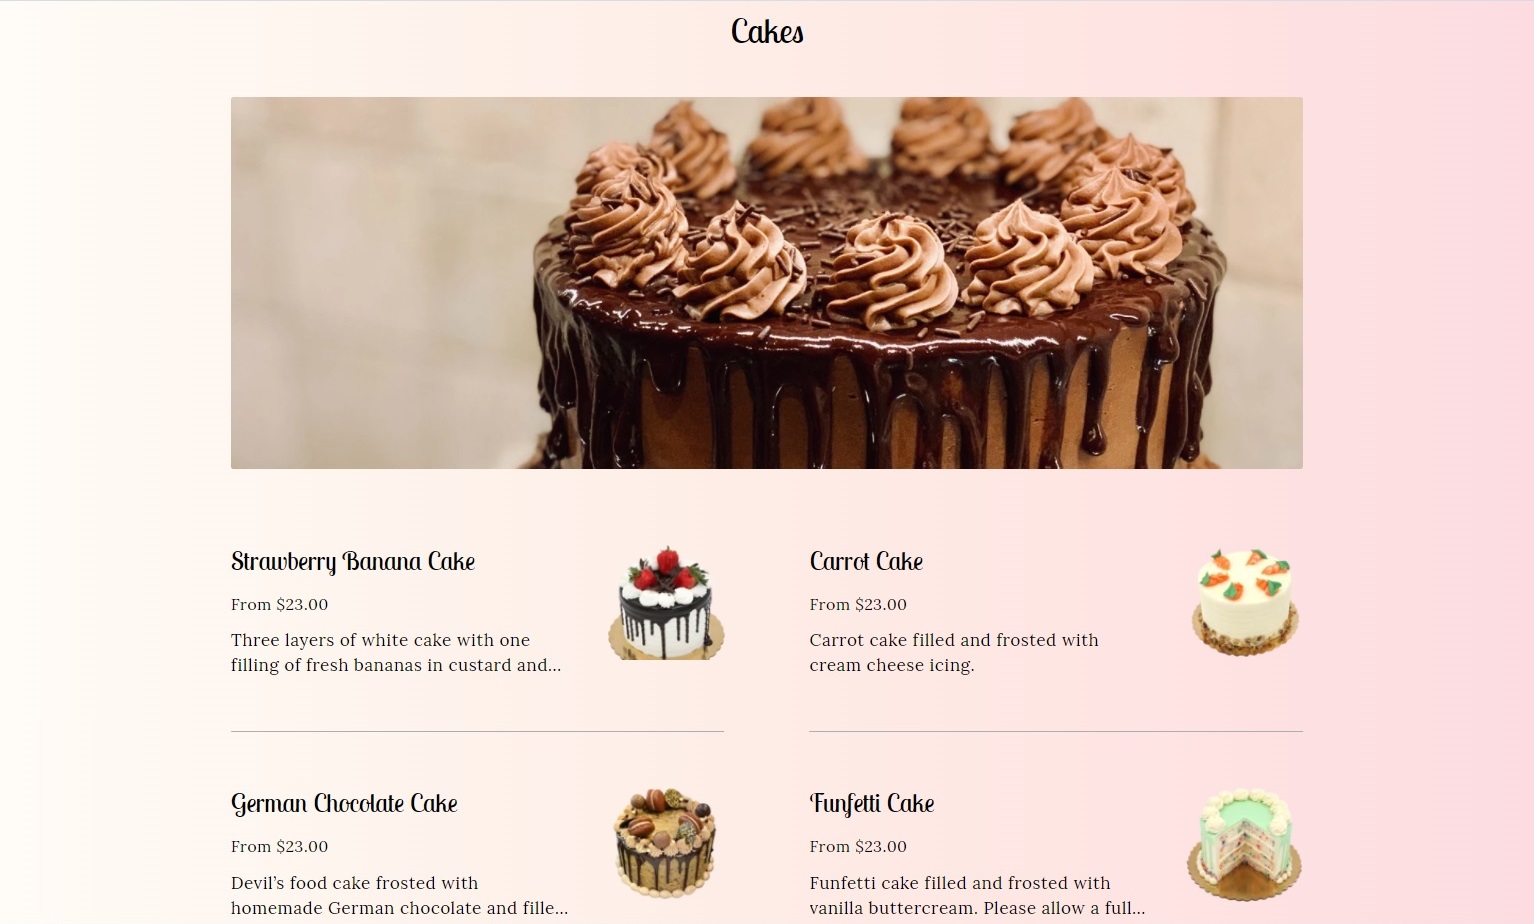 Cakes
Strawberry Banana Cake
From $23.00
Three layers of white cake with one
filling of fresh bananas in custard and...
Carrot Cake
From $23.00
Carrot cake filled and frosted with
cream cheese icing.
German Chocolate Cake
From $23.00
Devil’s food cake frosted with
homemade German chocolate and fille...
Funfetti Cake
From $23.00
Funfetti cake filled and frosted with
vanilla buttercream. Please allow a full...